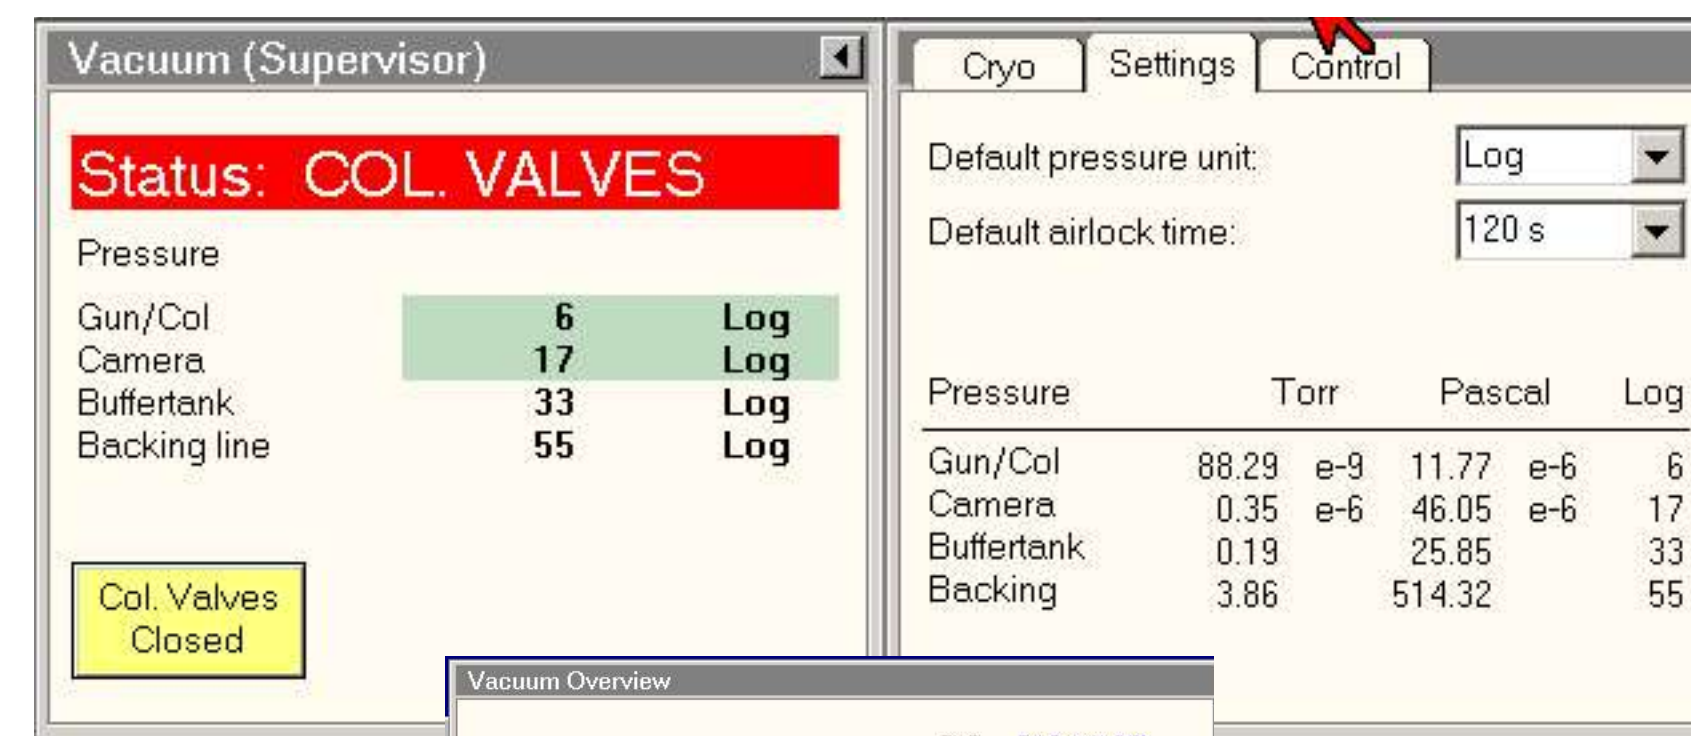 Vacuum (Supervisor)
Status: COL. VALVES
Pressure
Gun/Col 6 Log
Camera 17 Log
Buffertank 33 Log
Backing line 55 Log
Col. Valves
Closed
Cryo Settings Control
Default pressure unit: Log
Default airlock time: 120 s
Pressure Torr Pascal Log
Gun/Col 88.29 e-9 11.77 e-6 6
Camera 0.35 e-6 46.05 e-6 17
Buffertank 0.19 25.85 33
Backing 3.86 514.32 55
Vacuum Overview